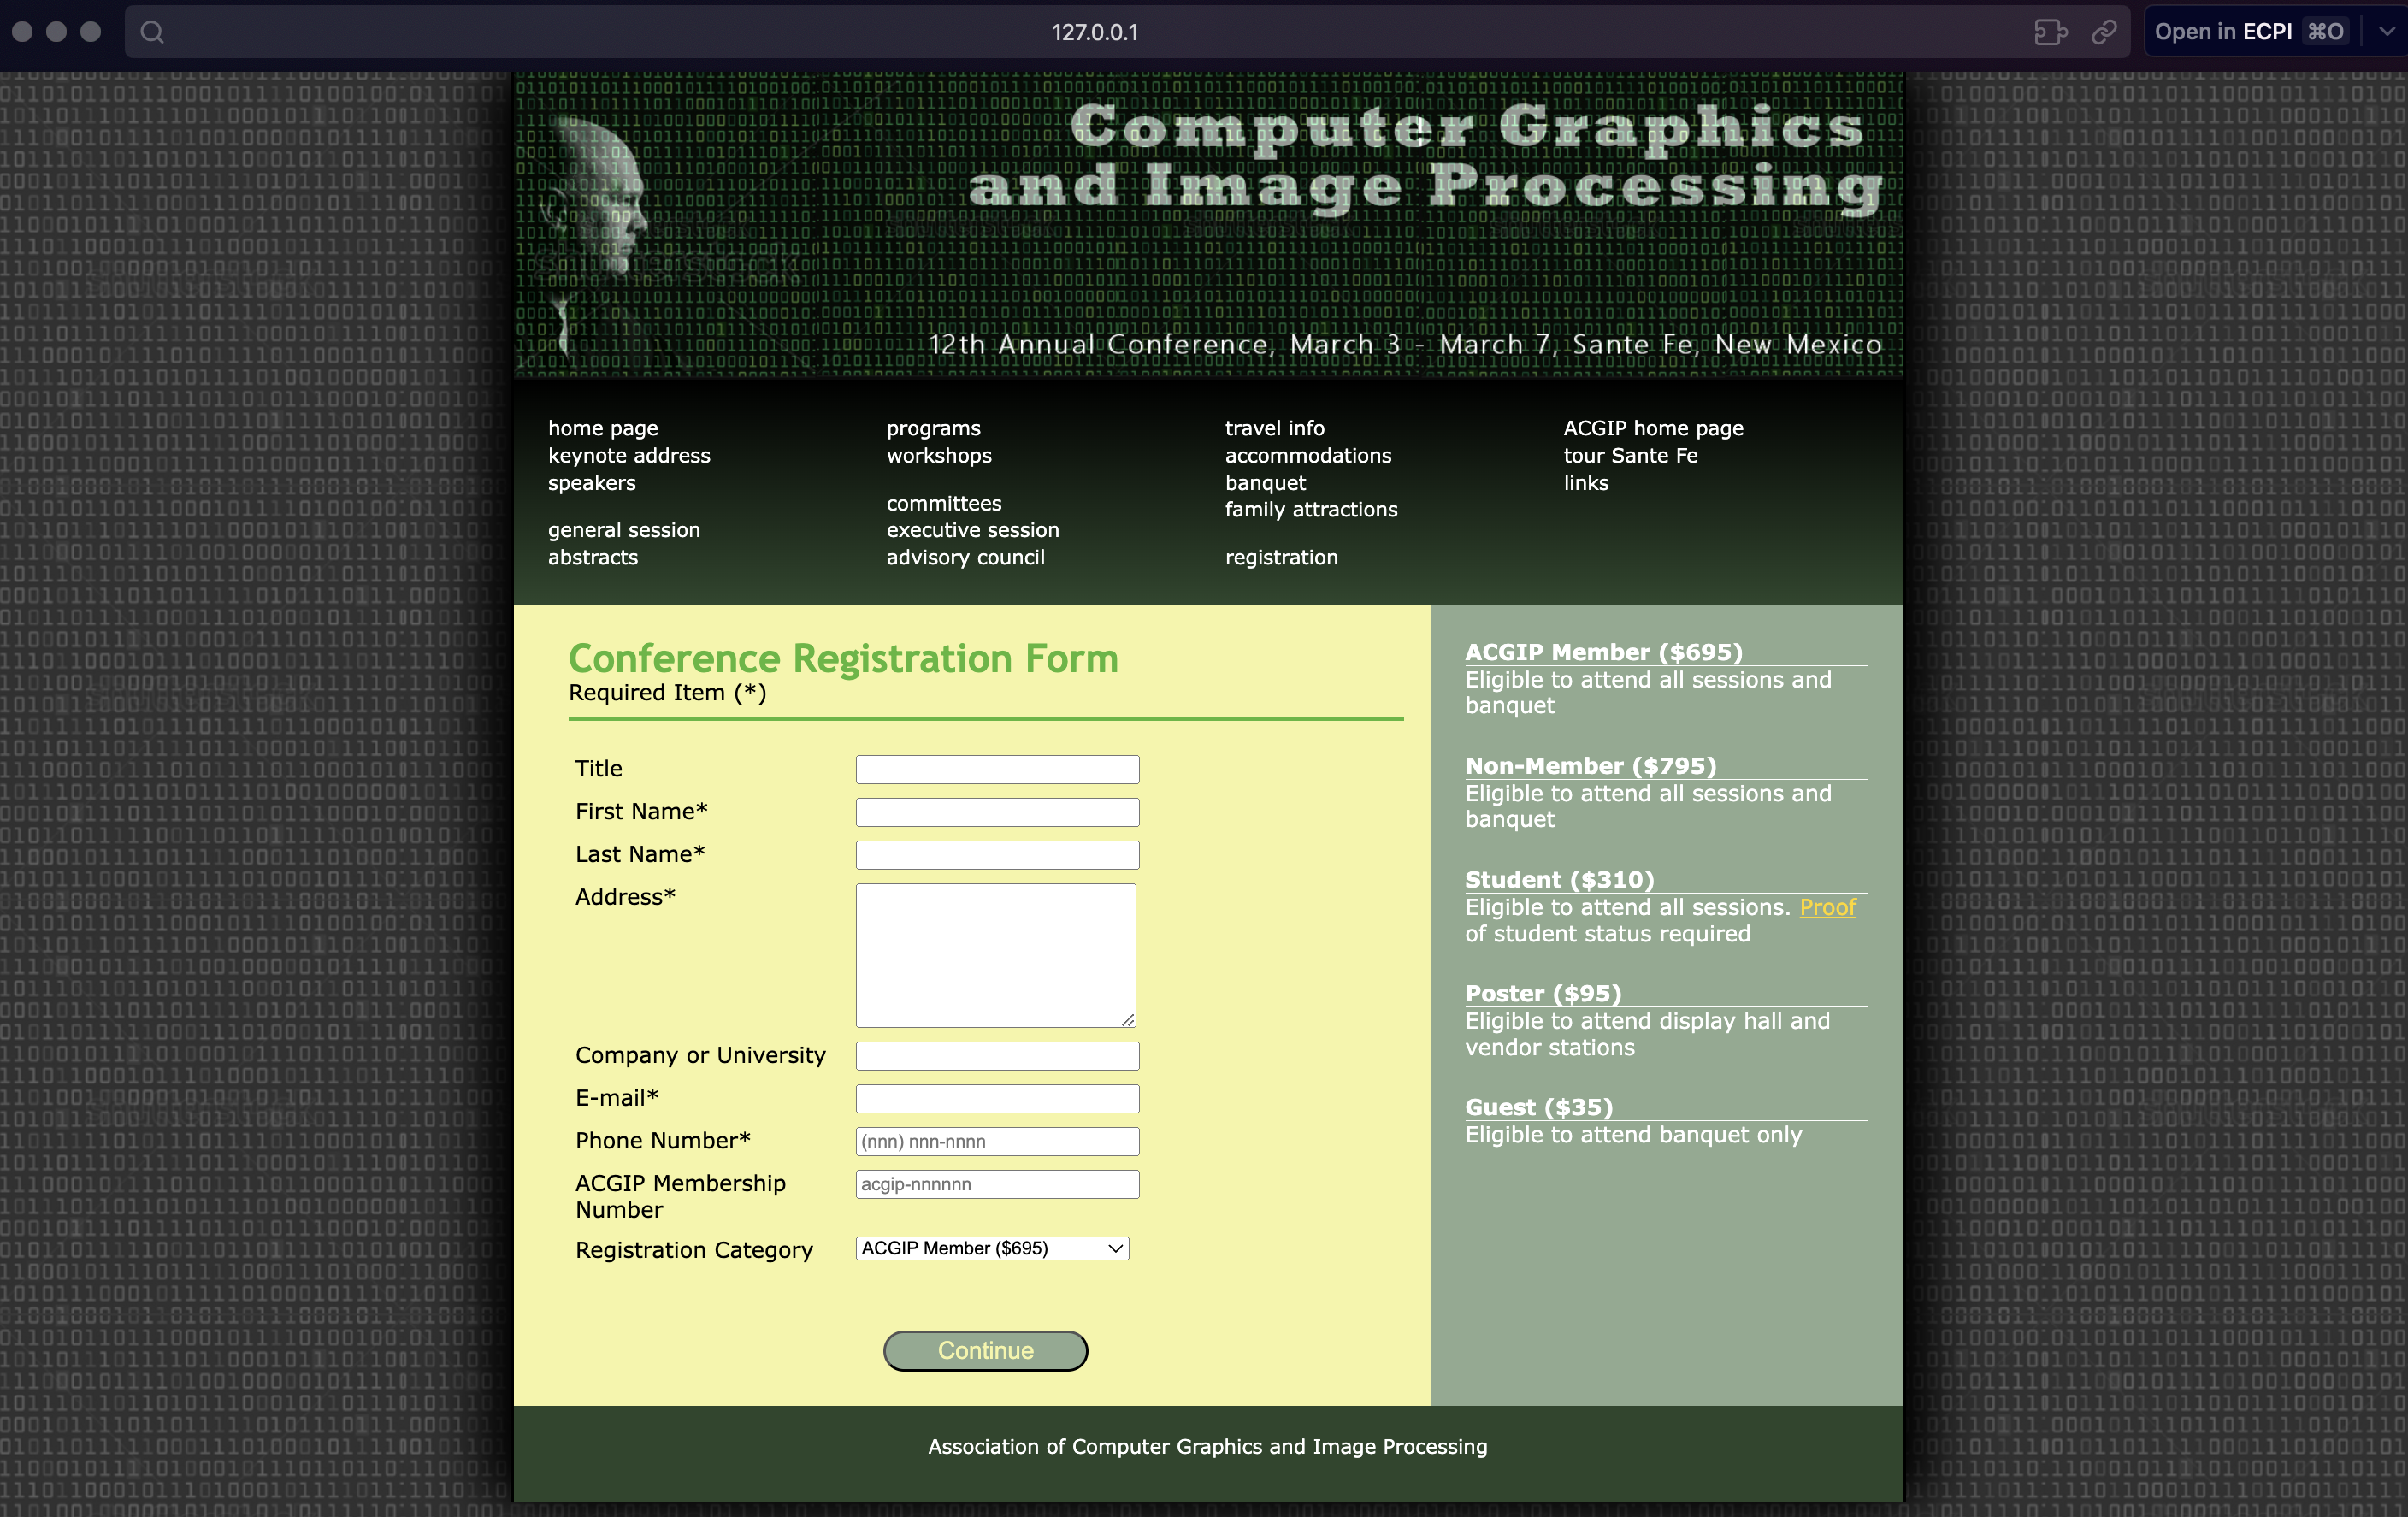 127.0.0.1
Open in ECPI ⌘O
Computer Graphics
and Image Processing
12th Annual Conference, March 3 - March 7, Sante Fe, New Mexico
home page
keynote address
speakers
general session
abstracts
programs
workshops
committees
executive session
advisory council
travel info
accommodations
banquet
family attractions
registration
ACGIP home page
tour Sante Fe
links
Conference Registration Form
Required Item (*)
Title
First Name*
Last Name*
Address*
Company or University
E-mail*
Phone Number*
(nnn) nnn-nnnn
ACGIP Membership
Number
acgip-nnnnnn
Registration Category
ACGIP Member ($695)
Continue
ACGIP Member ($695)
Eligible to attend all sessions and
banquet
Non-Member ($795)
Eligible to attend all sessions and
banquet
Student ($310)
Eligible to attend all sessions. Proof
of student status required
Poster ($95)
Eligible to attend display hall and
vendor stations
Guest ($35)
Eligible to attend banquet only
Association of Computer Graphics and Image Processing